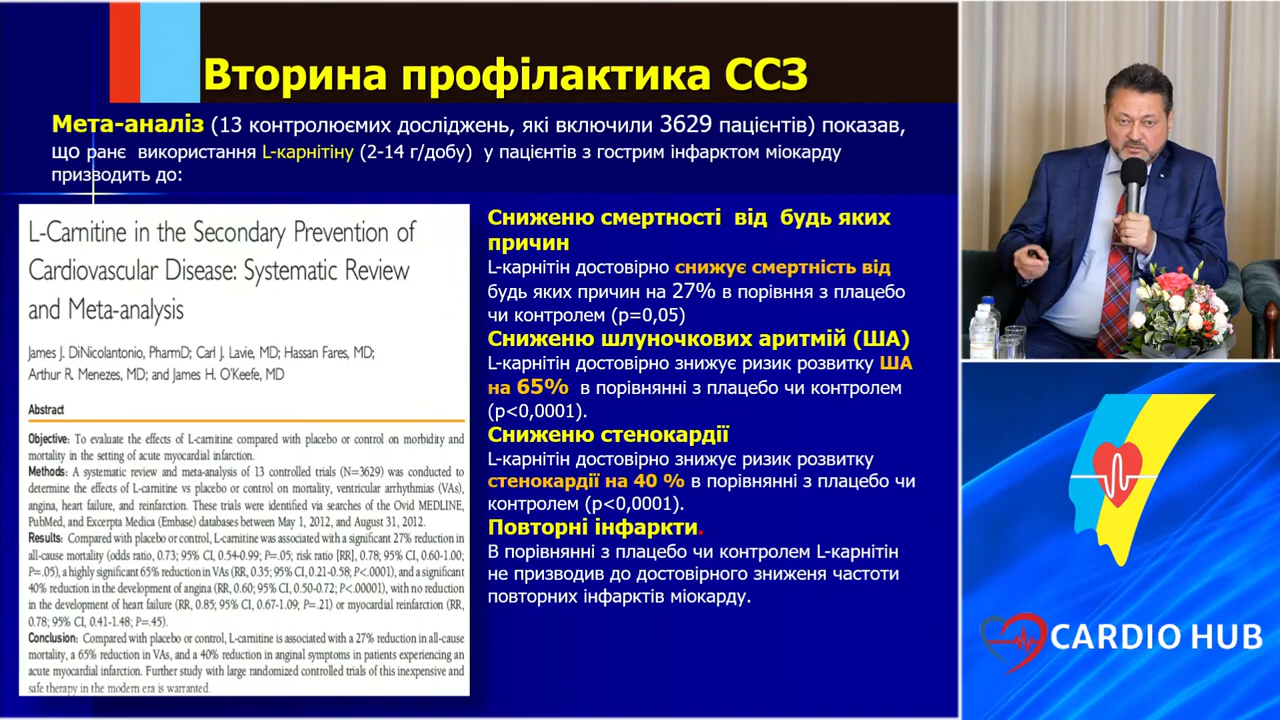 Вторина профілактика ССЗ
Мета-аналіз (13 контролюємих досліджень, які включили 3629 пацієнтів) показав,
що ранє використання L-карнітіну (2-14 г/добу) у пацієнтів з гострим інфарктом міокарду
призводить до:
L-Carnitine in the Secondary Prevention of
Cardiovascular Disease: Systematic Review
and Meta-analysis
James J. DiNicolantonio, PharmD; Carl J. Lavie, MD; Hassan Fares, MD;
Arthur R. Menezes, MD; and James H. O'Keefe, MD
Abstract
Objective: To evaluate the effects of L-carnitine compared with placebo or control on morbidity and
mortality in the setting of acute myocardial infarction.
Methods: A systematic review and meta-analysis of 13 controlled trials (N=3629) was conducted to
determine the effects of L-carnitine vs placebo or control on mortality, ventricular arrhythmias (VAs),
angina, heart failure, and reinfarction. These trials were identified via searches of the Ovid MEDLINE,
PubMed, and Excerpta Medica (Embase) databases between May 1, 2012, and August 31, 2012.
Results: Compared with placebo or control, L-carnitine was associated with a significant 27% reduction in
all-cause mortality (odds ratio, 0.73; 95% CI, 0.54-0.99; P=.05; risk ratio [RR], 0.78; 95% CI, 0.60-1.00;
P=.05), a highly significant 65% reduction in VAs (RR, 0.35; 95% CI, 0.21-0.58; P<.0001), and a significant
40% reduction in the development of angina (RR, 0.60; 95% CI, 0.50-0.72; P<.00001), with no reduction
in the development of heart failure (RR, 0.85; 95% CI, 0.67-1.09; P=.21) or myocardial reinfarction (RR,
0.78; 95% CI, 0.41-1.48; P=.45).
Conclusion: Compared with placebo or control, L-carnitine is associated with a 27% reduction in all-cause
mortality, a 65% reduction in VAs, and a 40% reduction in anginal symptoms in patients experiencing an
acute myocardial infarction. Further study with large randomized controlled trials of this inexpensive and
safe therapy in the modern era is warranted.
Сниженю смертності від будь яких
причин
L-карнітін достовірно снижує смертність від
будь яких причин на 27% в порівння з плацебо
чи контролем (p=0,05)
Сниженю шлуночкових аритмій (ША)
L-карнітін достовірно знижує ризик розвитку ША
на 65% в порівнянні з плацебо чи контролем
(p<0,0001).
Сниженю стенокардії
L-карнітін достовірно знижує ризик розвитку
стенокардії на 40 % в порівнянні з плацебо чи
контролем (p<0,0001).
Повторні інфаркти.
В порівнянні з плацебо чи контролем L-карнітін
не призводив до достовірного зниженя частоти
повторних інфарктів міокарду.
CARDIO HUB